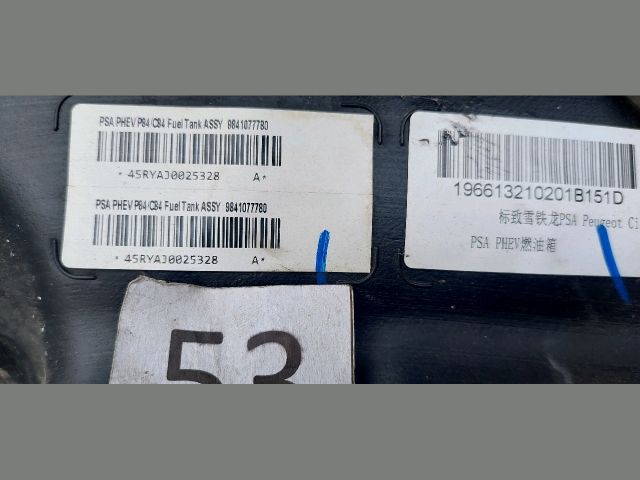 PSA PHEV P84/C84 Fuel Tank ASSY 9841077780
*45RYAJ0025328 A*
PSA PHEV P84/C84 Fuel Tank ASSY 9841077780
*45RYAJ0025328 A*
196613210201B151D
标致雪铁龙PSA Peugeot Ci
PSA PHEV燃油箱
53